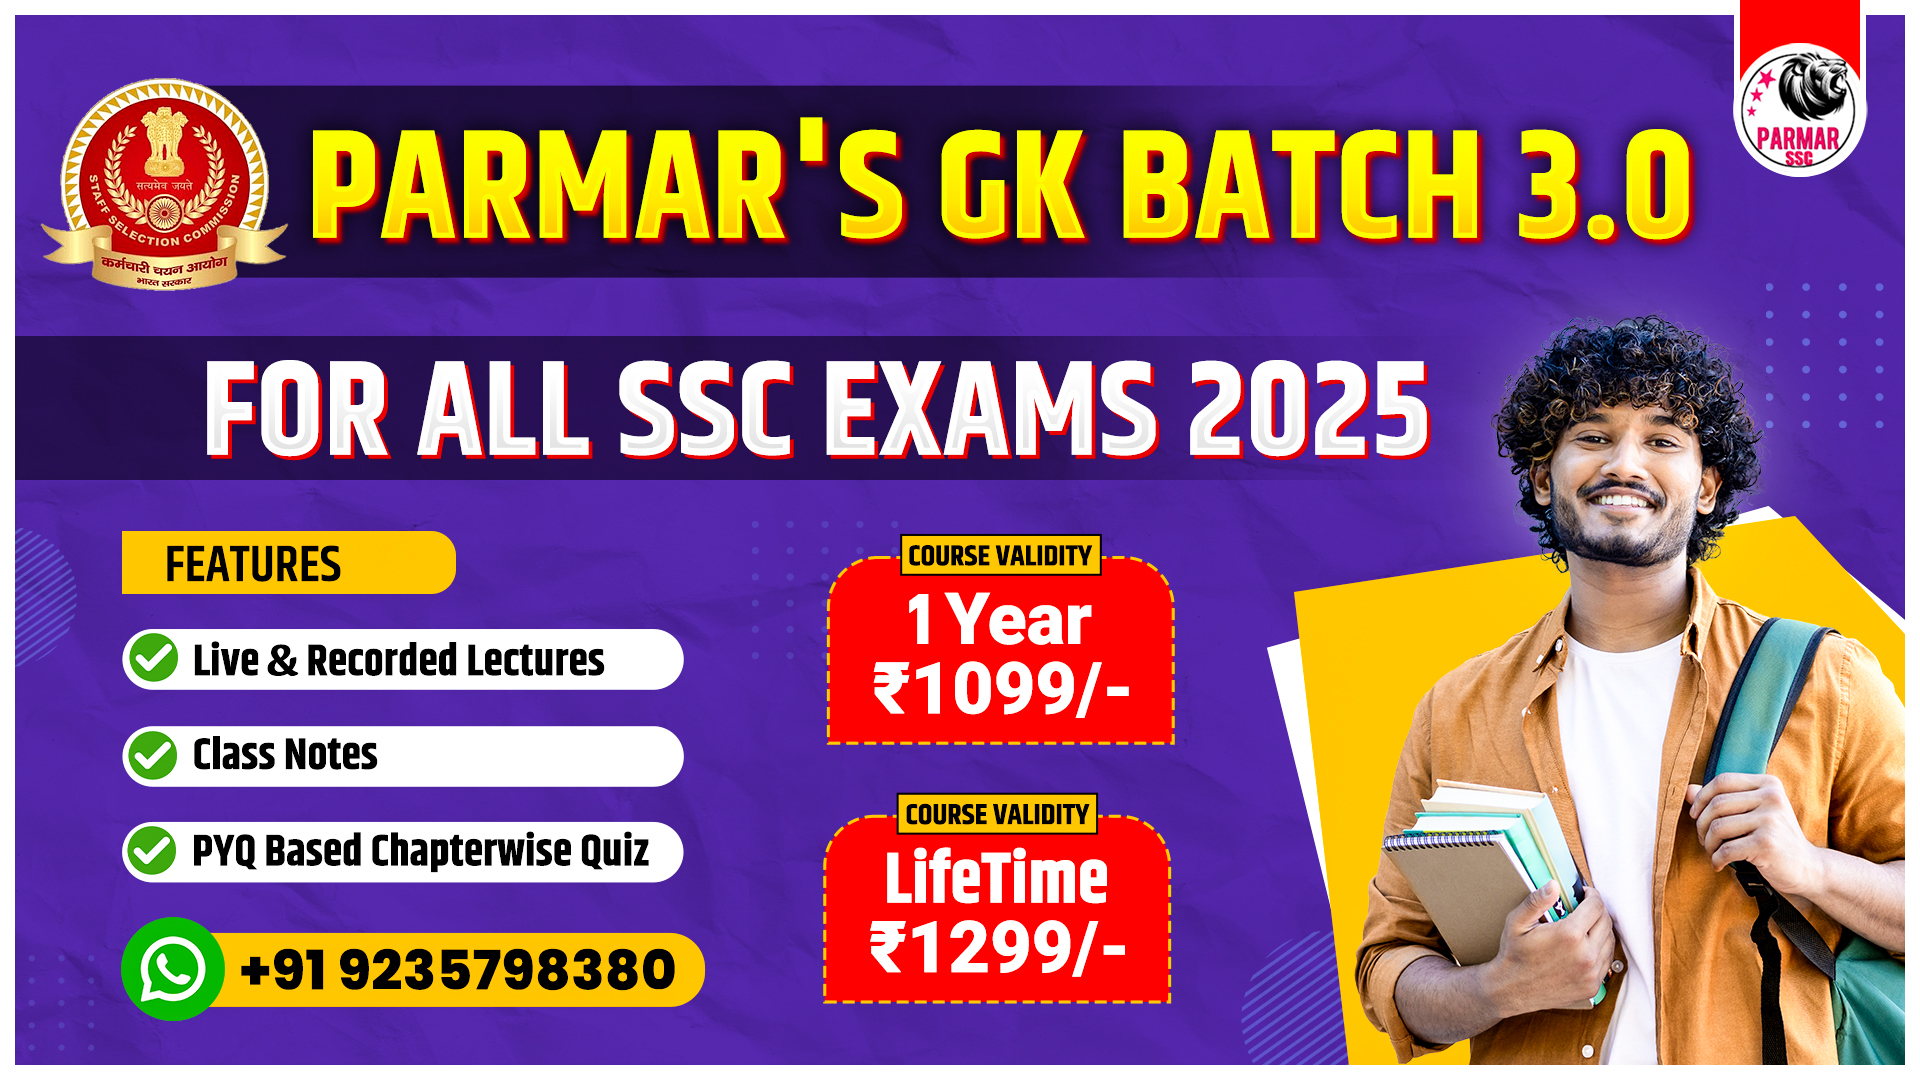 PARMAR SSC
सत्यमेव जयते
STAFF SELECTION COMMISSION
कर्मचारी चयन आयोग
भारत सरकार
PARMAR'S GK BATCH 3.0
FOR ALL SSC EXAMS 2025
FEATURES
Live & Recorded Lectures
Class Notes
PYQ Based Chapterwise Quiz
+91 9235798380
COURSE VALIDITY
1 Year
₹1099/-
COURSE VALIDITY
LifeTime
₹1299/-